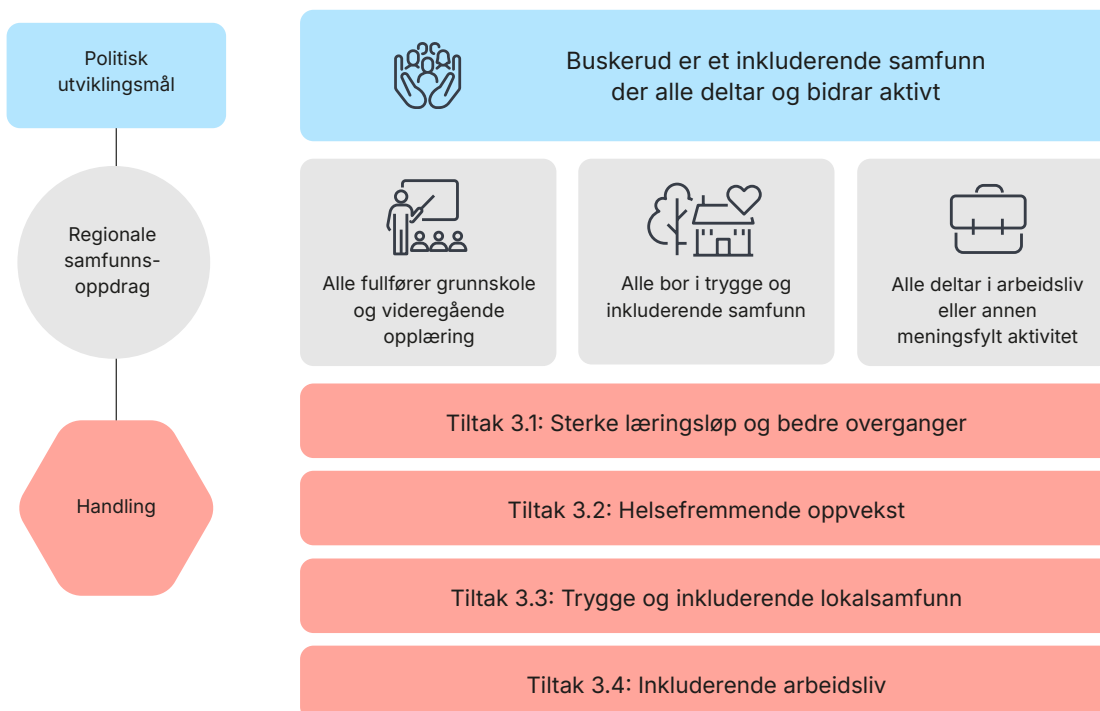 Politisk
utviklingsmål
Buskerud er et inkluderende samfunn
der alle deltar og bidrar aktivt
Regionale
samfunns-
oppdrag
Alle fullfører grunnskole
og videregående
opplæring
Alle bor i trygge og
inkluderende samfunn
Alle deltar i arbeidsliv
eller annen
meningsfylt aktivitet
Handling
Tiltak 3.1: Sterke læringsløp og bedre overganger
Tiltak 3.2: Helsefremmende oppvekst
Tiltak 3.3: Trygge og inkluderende lokalsamfunn
Tiltak 3.4: Inkluderende arbeidsliv